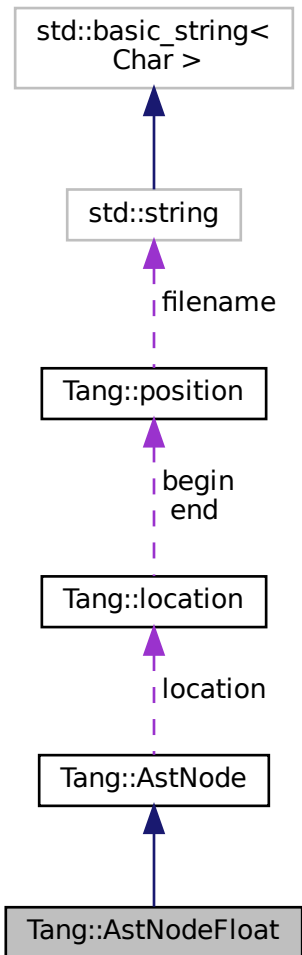 std::basic_string<
Char >
std::string
filename
Tang::position
begin
end
Tang::location
location
Tang::AstNode
Tang::AstNodeFloat